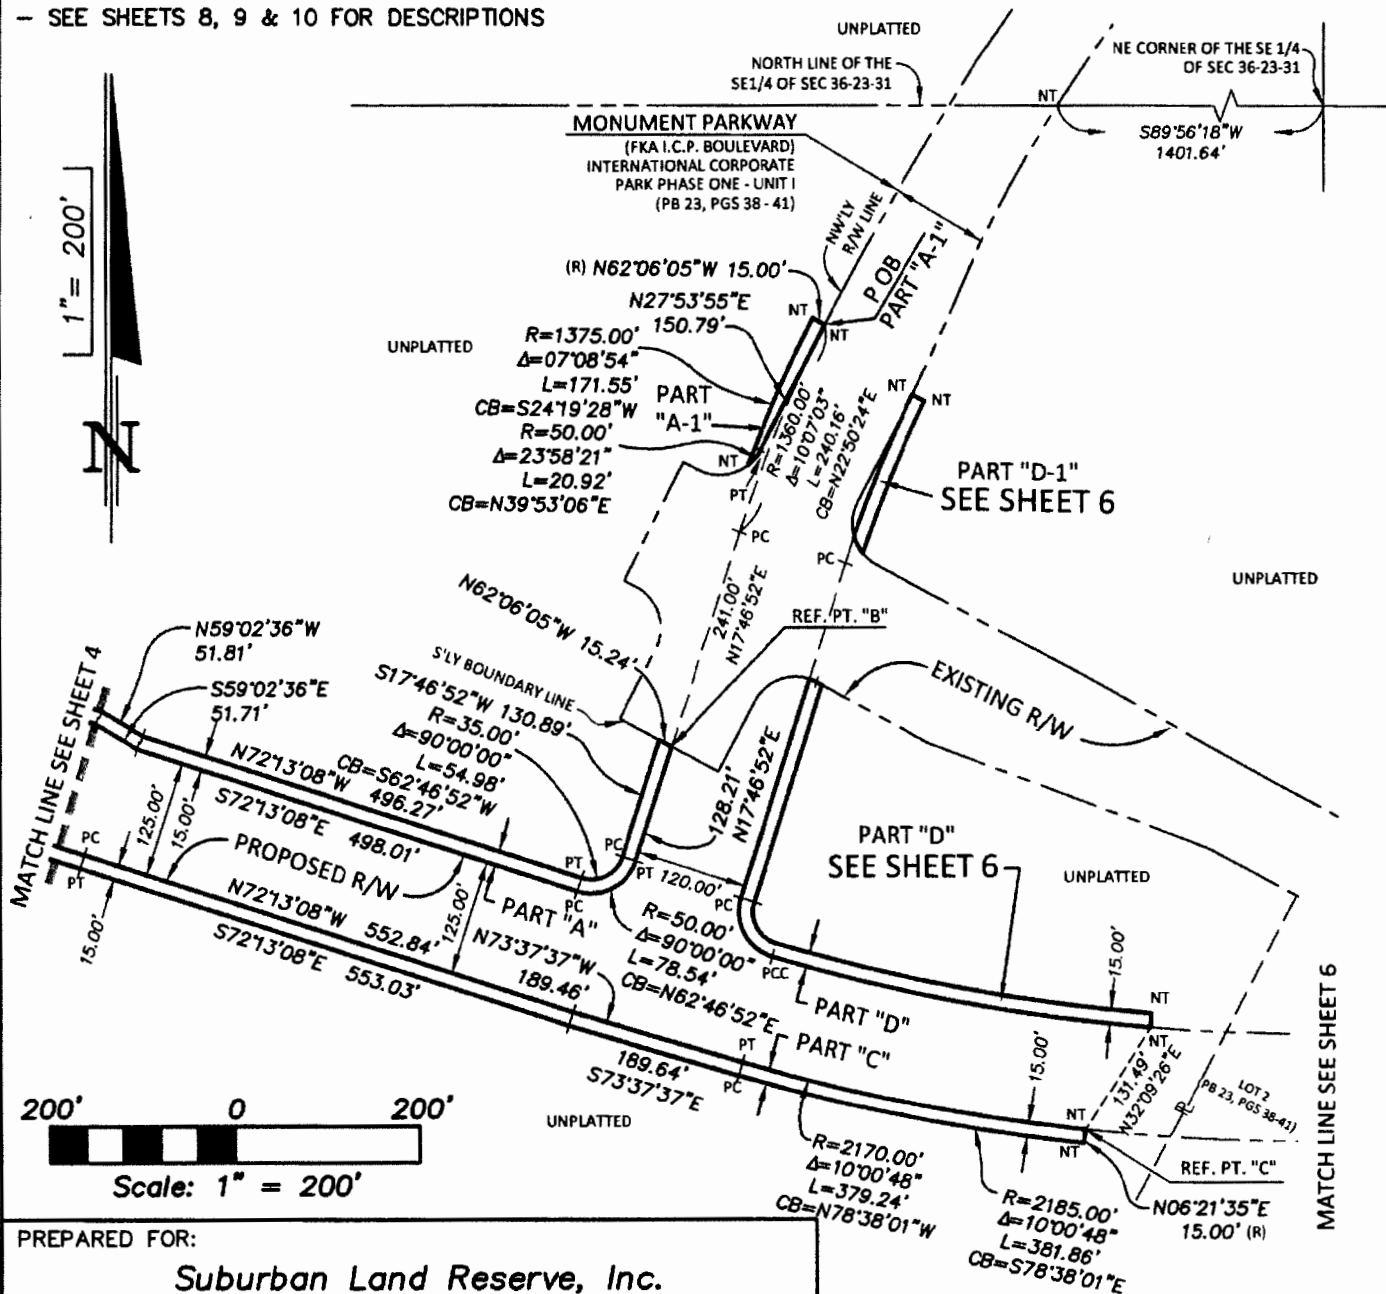 - SEE SHEETS 8, 9 & 10 FOR DESCRIPTIONS
UNPLATTED
NORTH LINE OF THE
SE1/4 OF SEC 36-23-31
NE CORNER OF THE SE 1/4
OF SEC 36-23-31
NT
S89°56'18"W
1401.64'
MONUMENT PARKWAY
(FKA I.C.P. BOULEVARD)
INTERNATIONAL CORPORATE
PARK PHASE ONE - UNIT I
(PB 23, PGS 38 - 41)
NW'LY
R/W LINE
1"= 200'
N
POB
PART "A-1"
(R) N62°06'05"W 15.00'
NT
NT
N27°53'55"E
150.79'
UNPLATTED
R=1375.00'
Δ=07°08'54"
L=171.55'
CB=S24°19'28"W
PART
"A-1"
R=50.00'
Δ=23°58'21"
L=20.92'
CB=N39°53'06"E
NT
PT
R=1360.00'
Δ=10°07'03"
L=240.16'
CB=N22°50'24"E
NT
NT
PART "D-1"
SEE SHEET 6
PC
PC
UNPLATTED
241.00'
N17°46'52"E
REF. PT. "B"
N62°06'05"W 15.24'
EXISTING R/W
S'LY BOUNDARY LINE
S17°46'52"W 130.89'
R=35.00'
Δ=90°00'00"
L=54.98'
CB=S62°46'52"W
N59°02'36"W
51.81'
S59°02'36"E
51.71'
MATCH LINE SEE SHEET 4
N72°13'08"W 496.27'
S72°13'08"E 498.01'
125.00'
15.00'
PROPOSED R/W
128.21'
N17°46'52"E
PC
PT
PT
PC
120.00'
PC
PCC
PC
PT
15.00'
PART "D"
SEE SHEET 6
UNPLATTED
N72°13'08"W 552.84'
S72°13'08"E 553.03'
125.00'
PART "A"
R=50.00'
Δ=90°00'00"
L=78.54'
CB=N62°46'52"E
N73°37'37"W
189.46'
15.00'
NT
NT
PART "D"
PART "C"
PT
PC
189.64'
S73°37'37"E
15.00'
131.49'
N32°09'26"E
LOT 2
(PB 23, PGS 38-41)
NT
NT
REF. PT. "C"
N06°21'35"E
15.00' (R)
MATCH LINE SEE SHEET 6
UNPLATTED
R=2170.00'
Δ=10°00'48"
L=379.24'
CB=N78°38'01"W
R=2185.00'
Δ=10°00'48"
L=381.86'
CB=S78°38'01"E
200' 0 200'
Scale: 1" = 200'
PREPARED FOR:
Suburban Land Reserve, Inc.